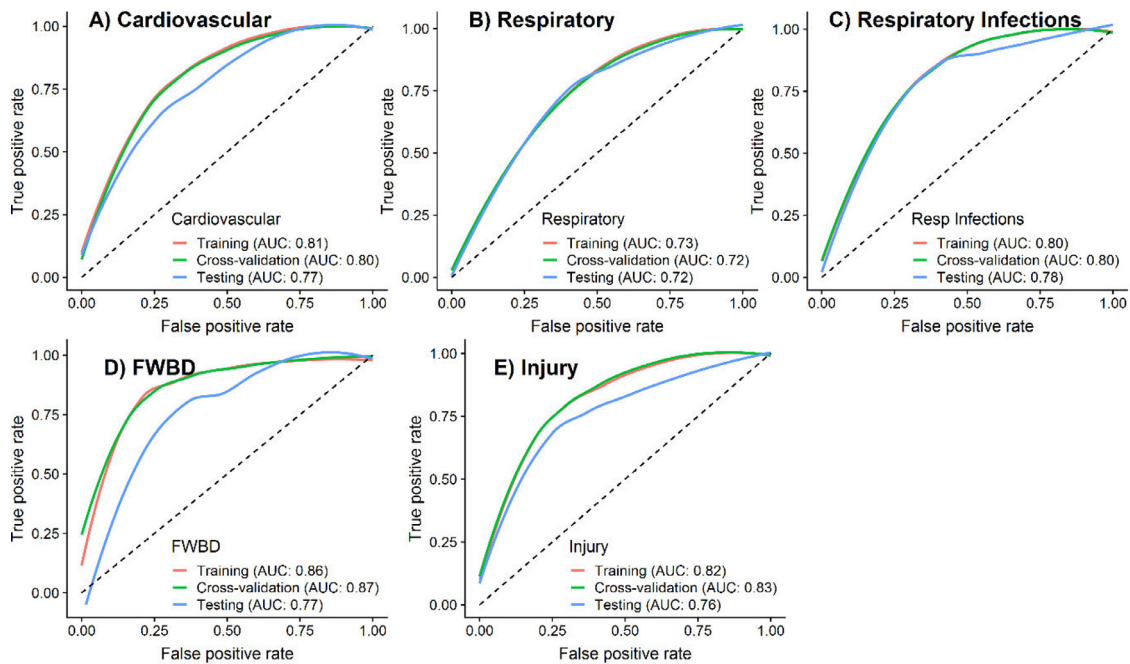 A) Cardiovascular
True positive rate
1.00
0.75
0.50
0.25
0.00
Cardiovascular
Training (AUC: 0.81)
Cross-validation (AUC: 0.80)
Testing (AUC: 0.77)
0.00 0.25 0.50 0.75 1.00
False positive rate
B) Respiratory
True positive rate
1.00
0.75
0.50
0.25
0.00
Respiratory
Training (AUC: 0.73)
Cross-validation (AUC: 0.72)
Testing (AUC: 0.72)
0.00 0.25 0.50 0.75 1.00
False positive rate
C) Respiratory Infections
True positive rate
1.00
0.75
0.50
0.25
0.00
Resp Infections
Training (AUC: 0.80)
Cross-validation (AUC: 0.80)
Testing (AUC: 0.78)
0.00 0.25 0.50 0.75 1.00
False positive rate
D) FWBD
True positive rate
1.00
0.75
0.50
0.25
0.00
FWBD
Training (AUC: 0.86)
Cross-validation (AUC: 0.87)
Testing (AUC: 0.77)
0.00 0.25 0.50 0.75 1.00
False positive rate
E) Injury
True positive rate
1.00
0.75
0.50
0.25
0.00
Injury
Training (AUC: 0.82)
Cross-validation (AUC: 0.83)
Testing (AUC: 0.76)
0.00 0.25 0.50 0.75 1.00
False positive rate